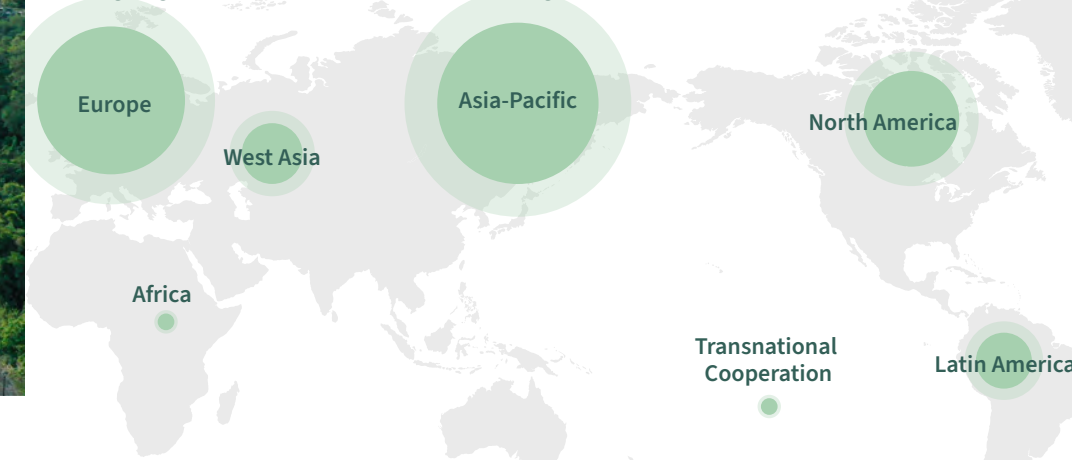 Europe
Asia-Pacific
North America
West Asia
Africa
Transnational
Cooperation
Latin America